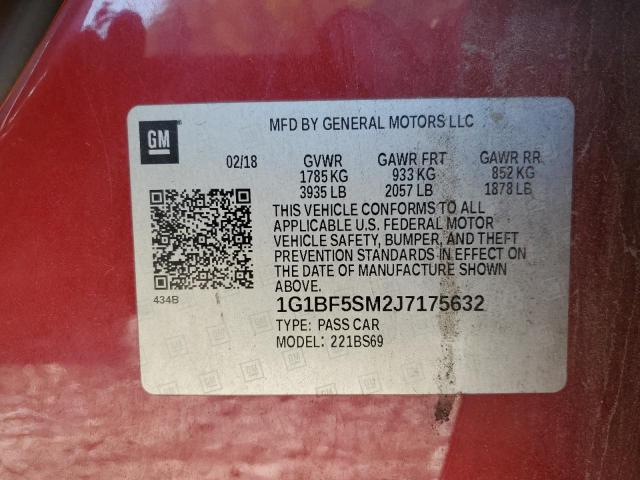 GM
MFD BY GENERAL MOTORS LLC
02/18 GVWR GAWR FRT GAWR RR
1785 KG 933 KG 852 KG
3935 LB 2057 LB 1878 LB
THIS VEHICLE CONFORMS TO ALL
APPLICABLE U.S. FEDERAL MOTOR
VEHICLE SAFETY, BUMPER, AND THEFT
PREVENTION STANDARDS IN EFFECT ON
THE DATE OF MANUFACTURE SHOWN
ABOVE.
434B
1G1BF5SM2J7175632
TYPE: PASS CAR
MODEL: 221BS69